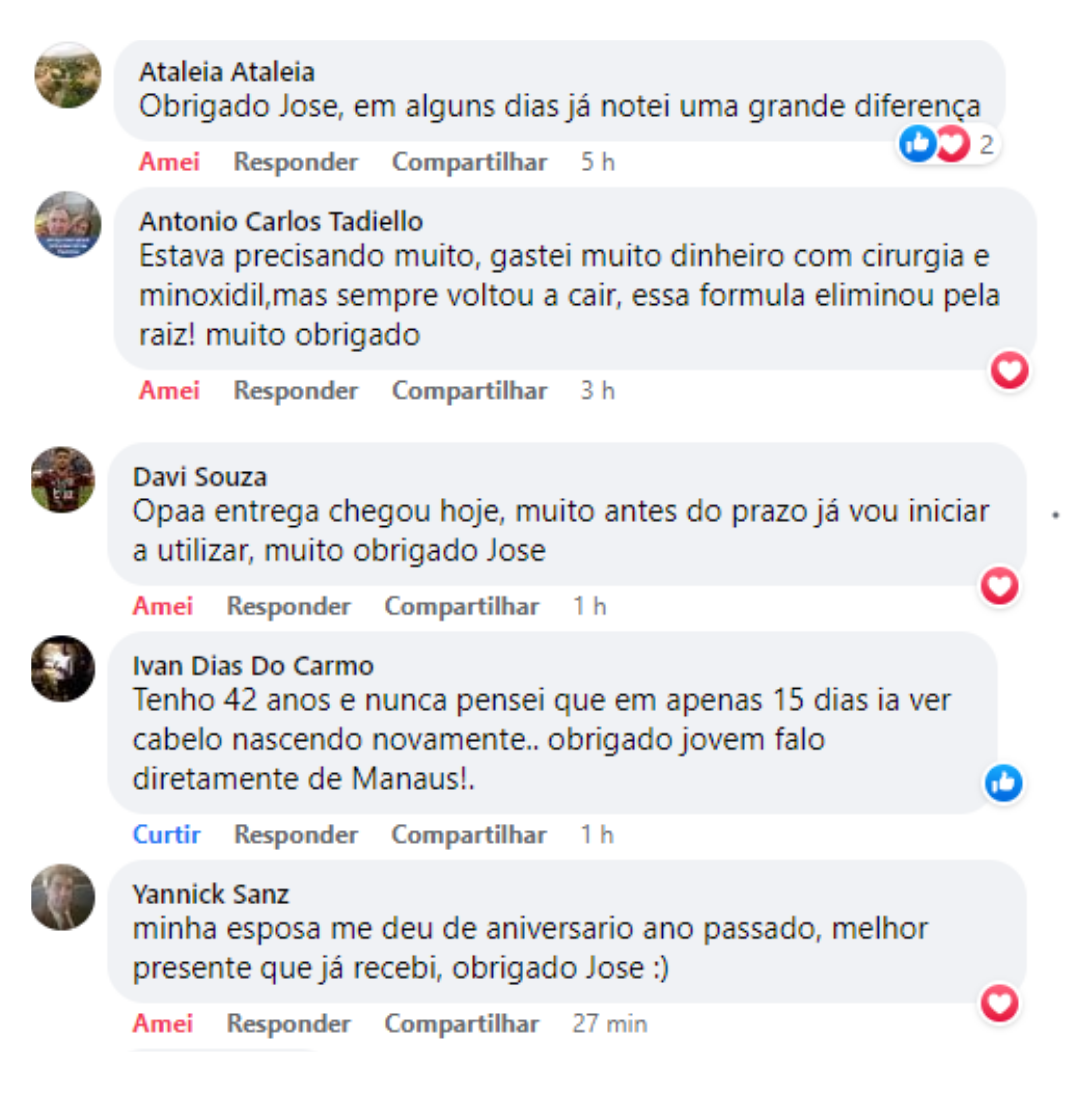 Ataleia Ataleia
Obrigado Jose, em alguns dias já notei uma grande diferença
2
Amei Responder Compartilhar 5 h
Antonio Carlos Tadiello
Estava precisando muito, gastei muito dinheiro com cirurgia e
minoxidil,mas sempre voltou a cair, essa formula eliminou pela
raiz! muito obrigado
Amei Responder Compartilhar 3 h
Davi Souza
Opaa entrega chegou hoje, muito antes do prazo já vou iniciar
a utilizar, muito obrigado Jose
Amei Responder Compartilhar 1 h
Ivan Dias Do Carmo
Tenho 42 anos e nunca pensei que em apenas 15 dias ia ver
cabelo nascendo novamente.. obrigado jovem falo
diretamente de Manaus!.
Curtir Responder Compartilhar 1 h
Yannick Sanz
minha esposa me deu de aniversario ano passado, melhor
presente que já recebi, obrigado Jose :)
Amei Responder Compartilhar 27 min